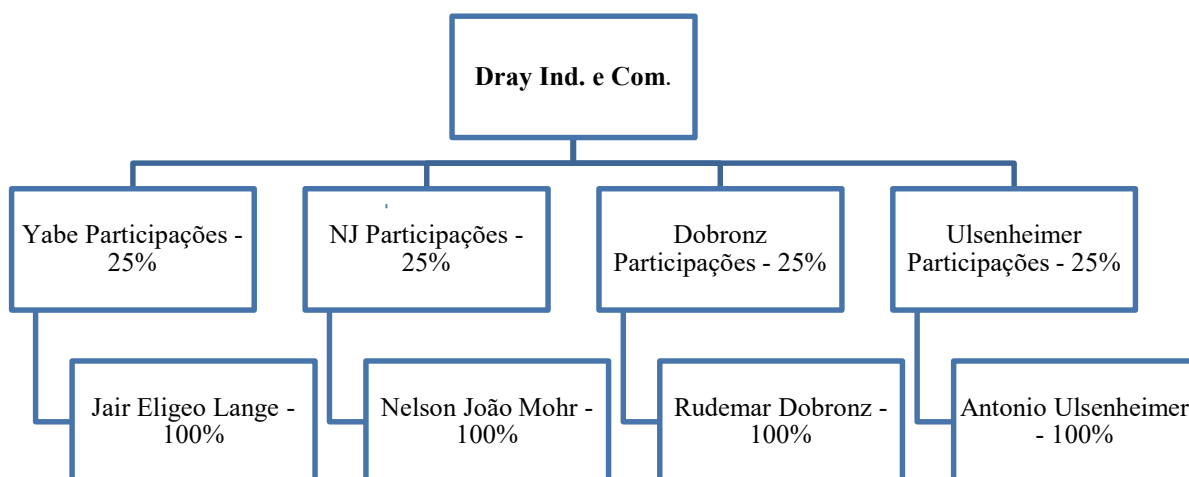 Dray Ind. e Com.
Yabe Participações -
25%
NJ Participações -
25%
Dobronz
Participações - 25%
Ulsenheimer
Participações - 25%
Jair Eligeo Lange -
100%
Nelson João Mohr -
100%
Rudemar Dobronz -
100%
Antonio Ulsenheimer
- 100%